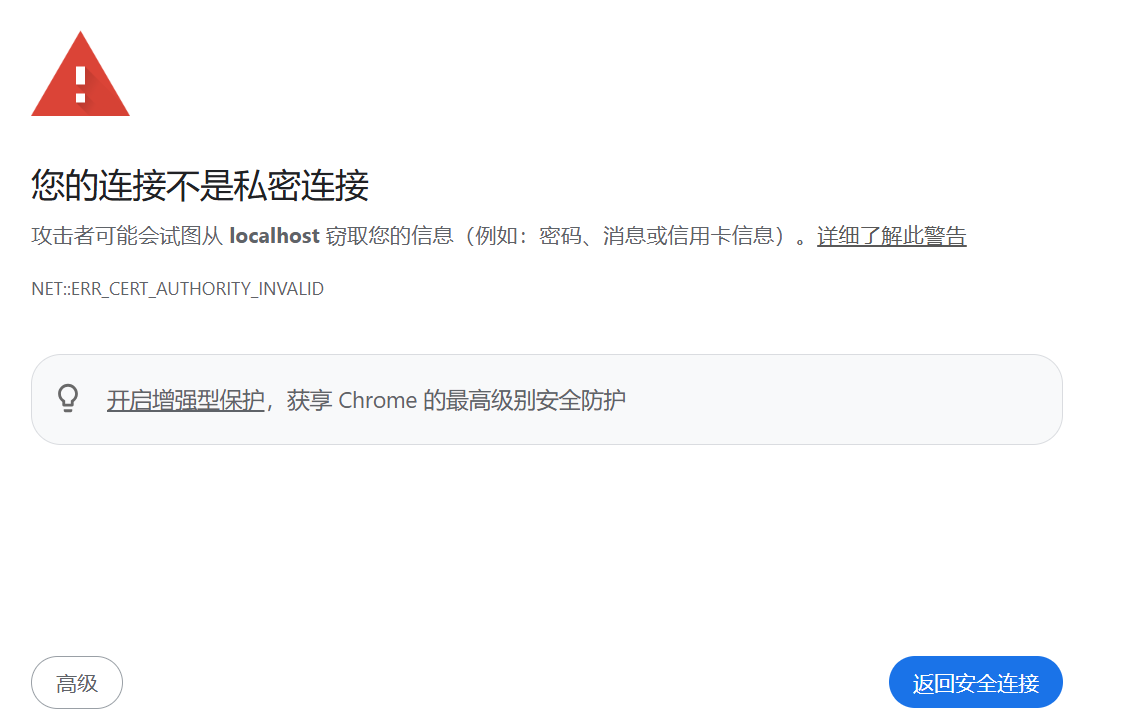 您的连接不是私密连接
攻击者可能会试图从 localhost 窃取您的信息（例如：密码、消息或信用卡信息）。详细了解此警告
NET::ERR_CERT_AUTHORITY_INVALID
开启增强型保护，获享 Chrome 的最高级别安全防护
高级
返回安全连接